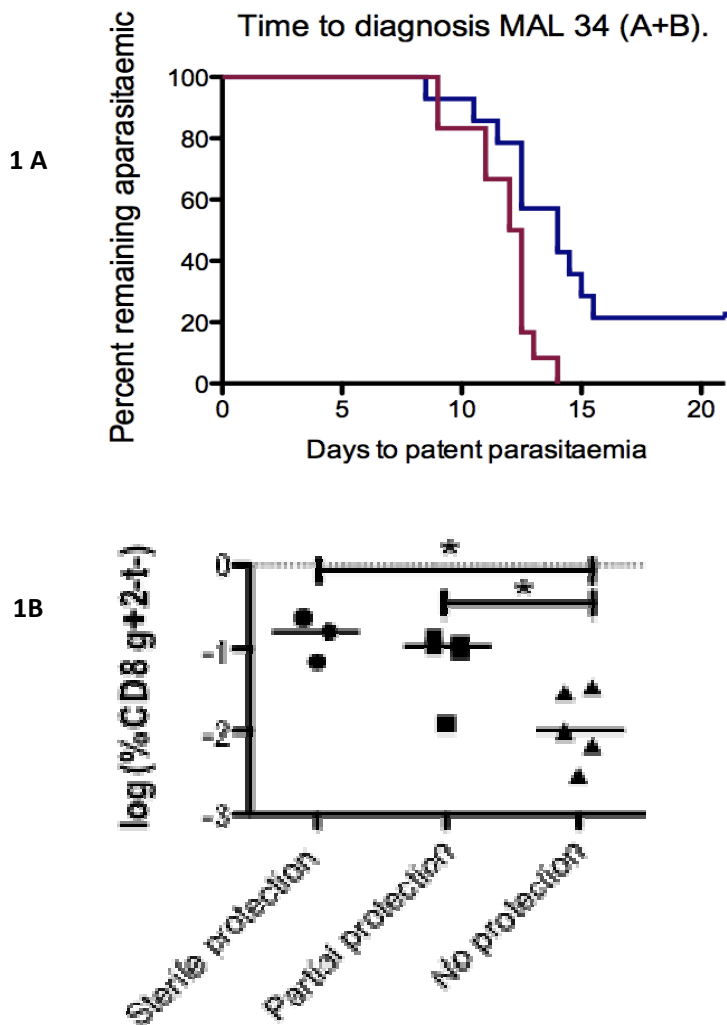 Time to diagnosis MAL 34 (A+B).
1 A
Percent remaining aparasitaemic
100
80
60
40
20
0
0 5 10 15 20
Days to patent parasitaemia
1B
log (%CD8 g+2-t-)
0
-1
-2
-3
*
*
Sterile protection
Partial protection
No protection